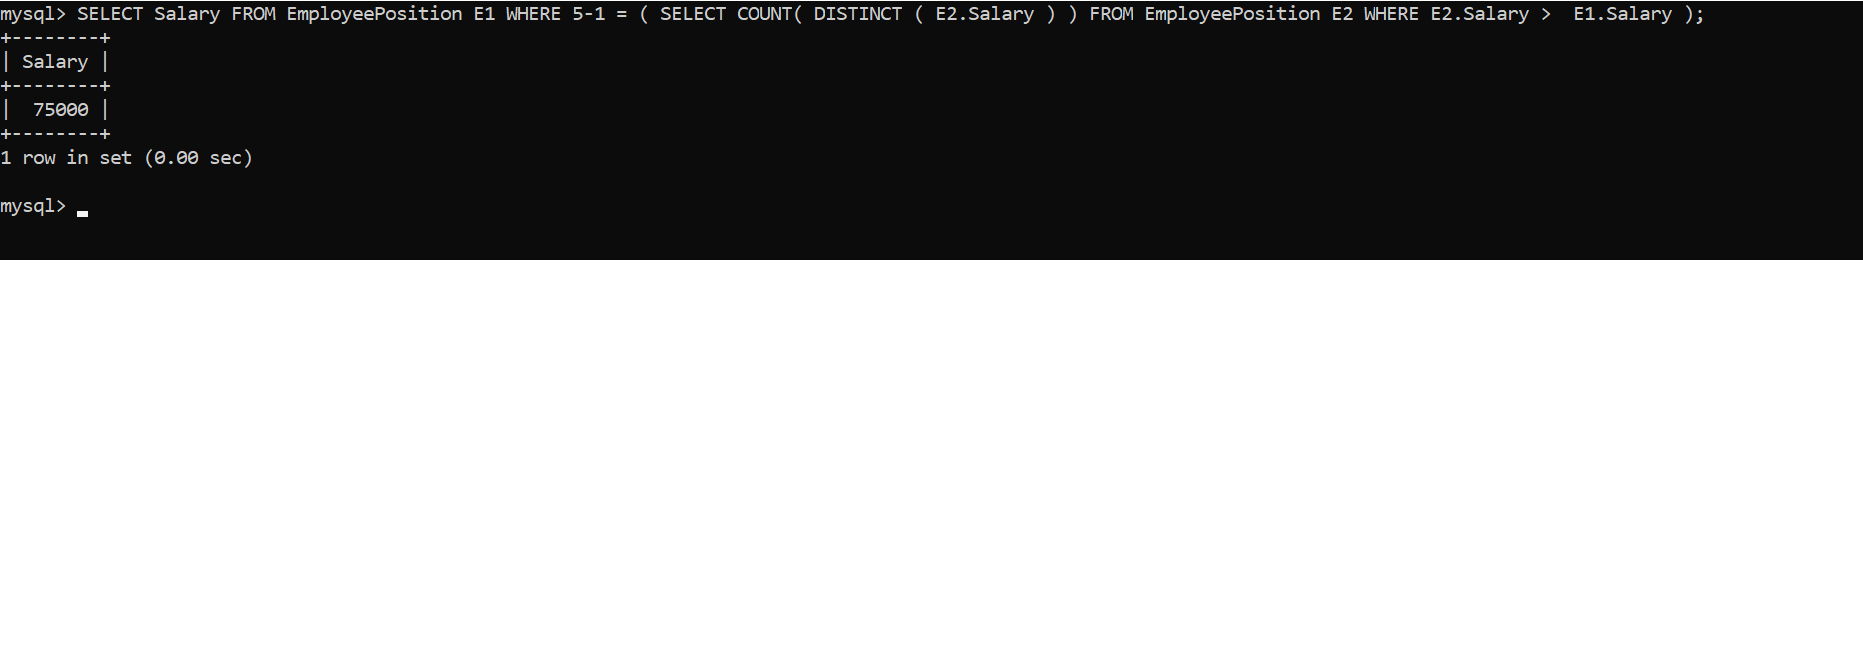 mysql> SELECT Salary FROM EmployeePosition E1 WHERE 5-1 = ( SELECT COUNT( DISTINCT ( E2.Salary ) ) FROM EmployeePosition E2 WHERE E2.Salary >  E1.Salary );
+--------+
| Salary |
+--------+
|  75000 |
+--------+
1 row in set (0.00 sec)
mysql>